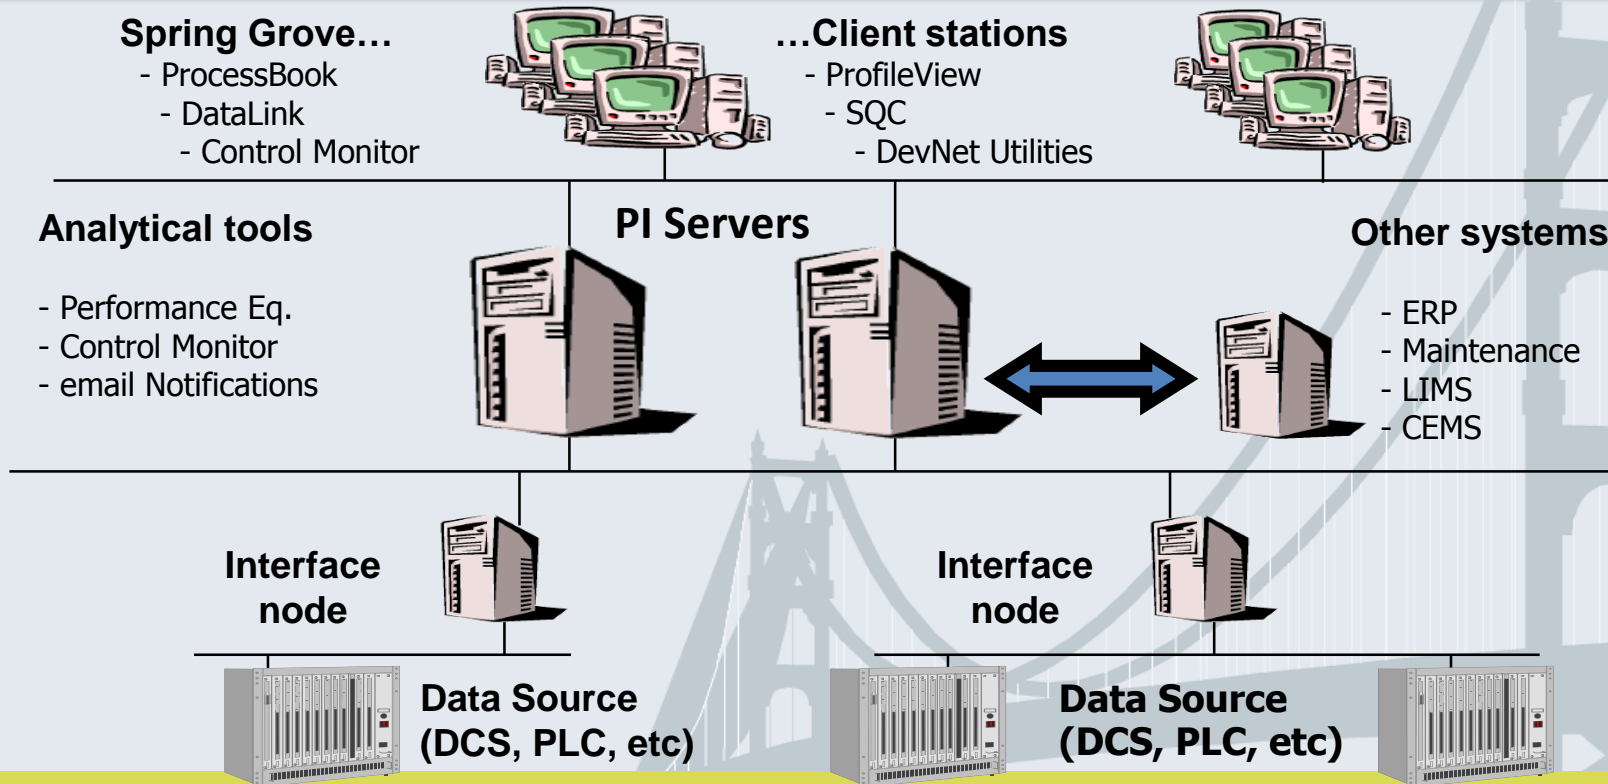 Spring Grove…
- ProcessBook
- DataLink
- Control Monitor
…Client stations
- ProfileView
- SQC
- DevNet Utilities
Analytical tools
- Performance Eq.
- Control Monitor
- email Notifications
PI Servers
Other systems
- ERP
- Maintenance
- LIMS
- CEMS
Interface
node
Interface
node
Data Source
(DCS, PLC, etc)
Data Source
(DCS, PLC, etc)